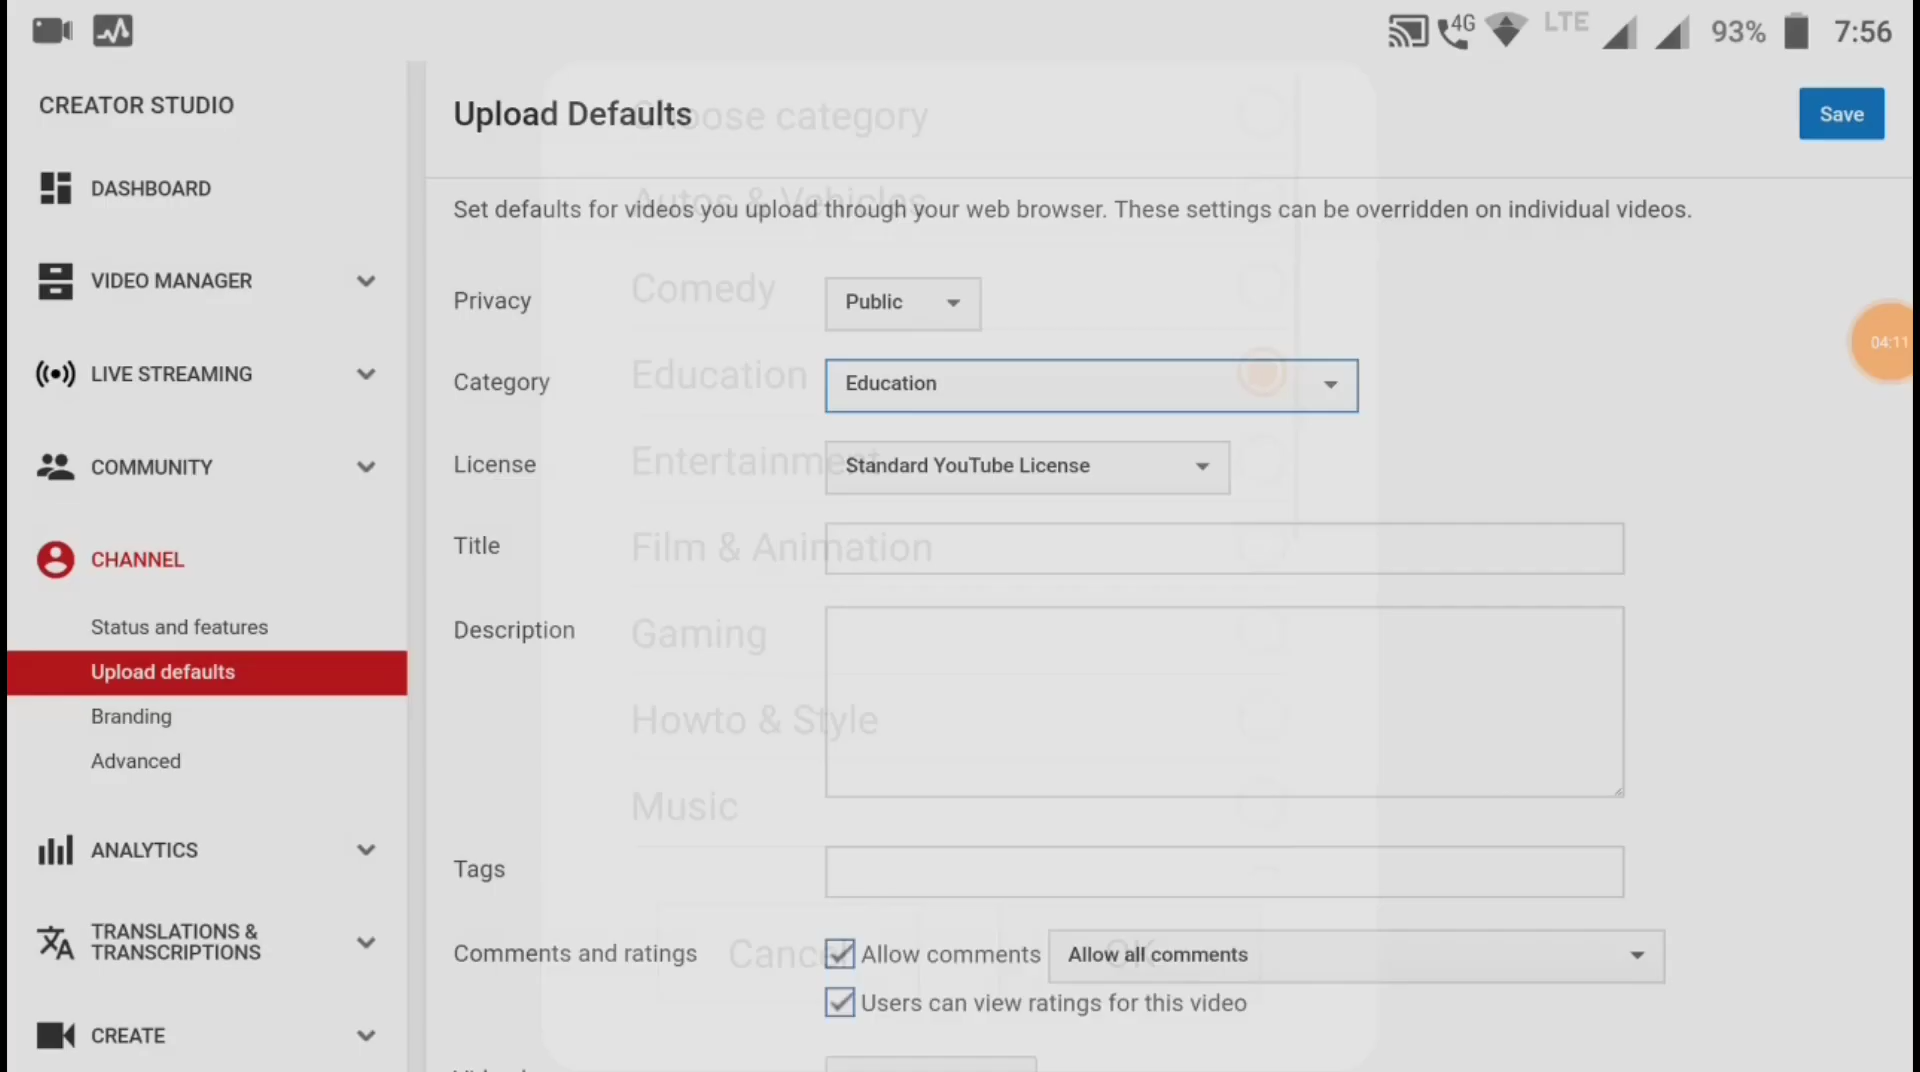 4G LTE 93% 7:56
CREATOR STUDIO
DASHBOARD
VIDEO MANAGER
LIVE STREAMING
COMMUNITY
CHANNEL
Status and features
Upload defaults
Branding
Advanced
ANALYTICS
TRANSLATIONS &
TRANSCRIPTIONS
CREATE
Upload Defaults
Save
Set defaults for videos you upload through your web browser. These settings can be overridden on individual videos.
Privacy
Public
Category
Education
License
Standard YouTube License
Title
Description
Tags
Comments and ratings
Allow comments
Allow all comments
Users can view ratings for this video
04:11
Choose category
Autos & Vehicles
Comedy
Education
Entertainment
Film & Animation
Gaming
Howto & Style
Music
Cancel
OK